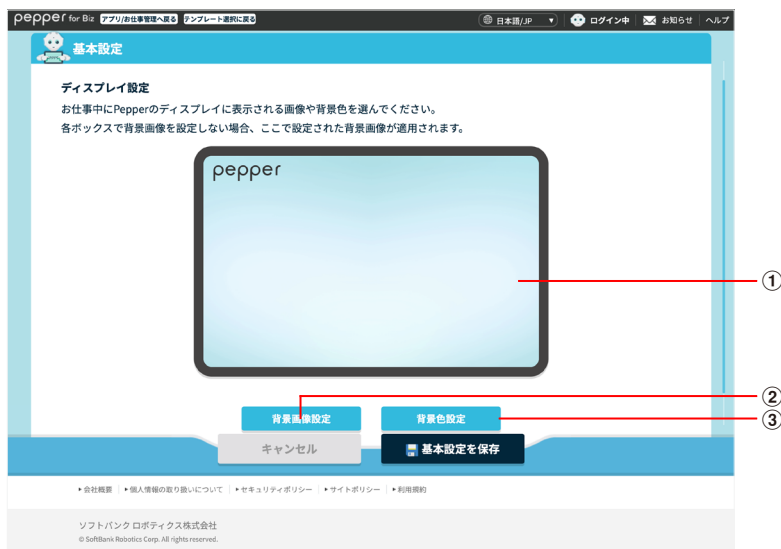 pepper for Biz アプリ/お仕事管理へ戻る テンプレート選択に戻る 日本語/JP ▼ ログイン中 お知らせ ヘルプ
基本設定
ディスプレイ設定
お仕事中にPepperのディスプレイに表示される画像や背景色を選んでください。
各ボックスで背景画像を設定しない場合、ここで設定された背景画像が適用されます。
pepper
①
②
背景画像設定 背景色設定 ③
キャンセル 基本設定を保存
▶会社概要 ▶個人情報の取り扱いについて ▶セキュリティポリシー ▶サイトポリシー ▶利用規約
ソフトバンク ロボティクス株式会社
© SoftBank Robotics Corp. All rights reserved.